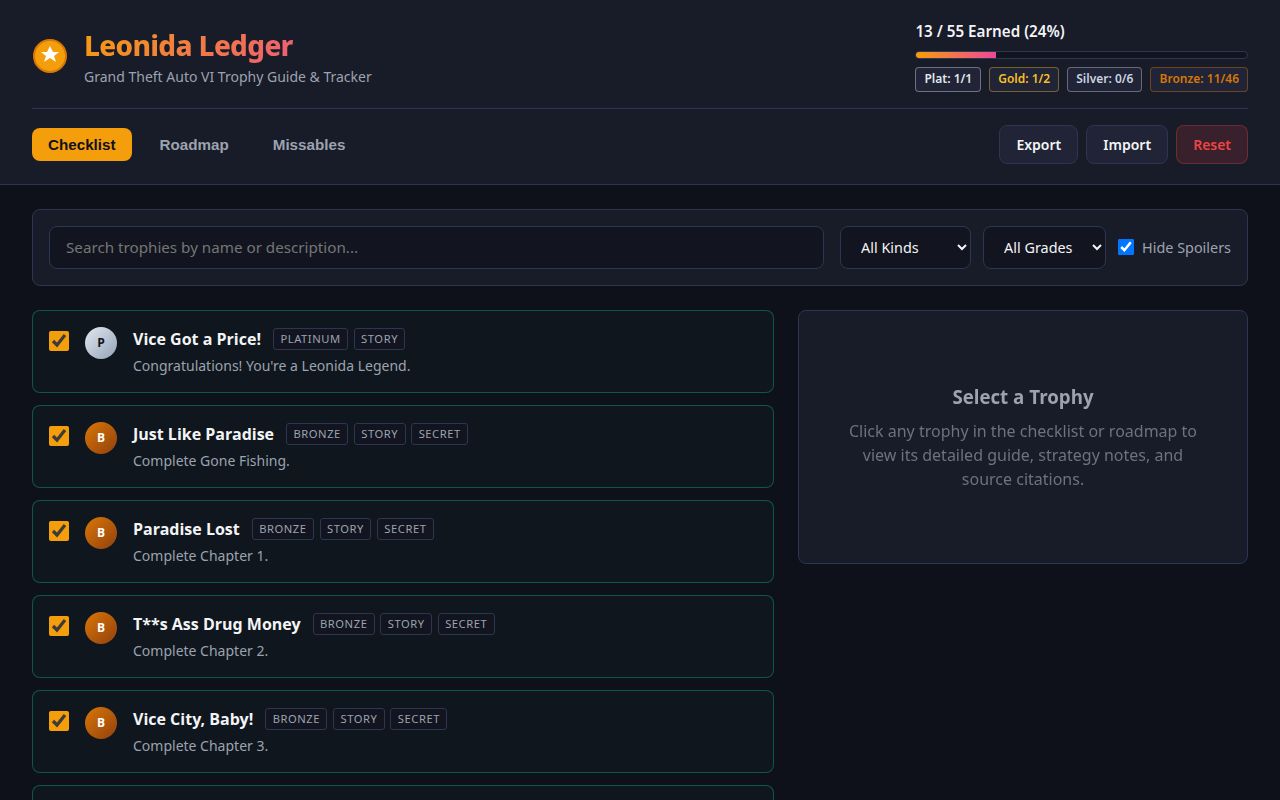 Leonida Ledger
Grand Theft Auto VI Trophy Guide & Tracker
13 / 55 Earned (24%)
Plat: 1/1
Gold: 1/2
Silver: 0/6
Bronze: 11/46
Checklist
Roadmap
Missables
Export
Import
Reset
Search trophies by name or description...
All Kinds
All Grades
Hide Spoilers
P
Vice Got a Price!
PLATINUM
STORY
Congratulations! You're a Leonida Legend.
B
Just Like Paradise
BRONZE
STORY
SECRET
Complete Gone Fishing.
B
Paradise Lost
BRONZE
STORY
SECRET
Complete Chapter 1.
B
T**s Ass Drug Money
BRONZE
STORY
SECRET
Complete Chapter 2.
B
Vice City, Baby!
BRONZE
STORY
SECRET
Complete Chapter 3.
Select a Trophy
Click any trophy in the checklist or roadmap to
view its detailed guide, strategy notes, and
source citations.